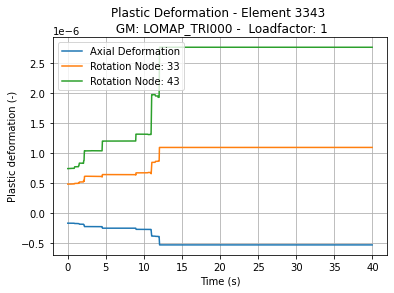 Plastic Deformation - Element 3343
GM: LOMAP_TRI000 - Loadfactor: 1
1e−6
Axial Deformation
Rotation Node: 33
Rotation Node: 43
Plastic deformation (-)
2.5
2.0
1.5
1.0
0.5
0.0
−0.5
0 5 10 15 20 25 30 35 40
Time (s)